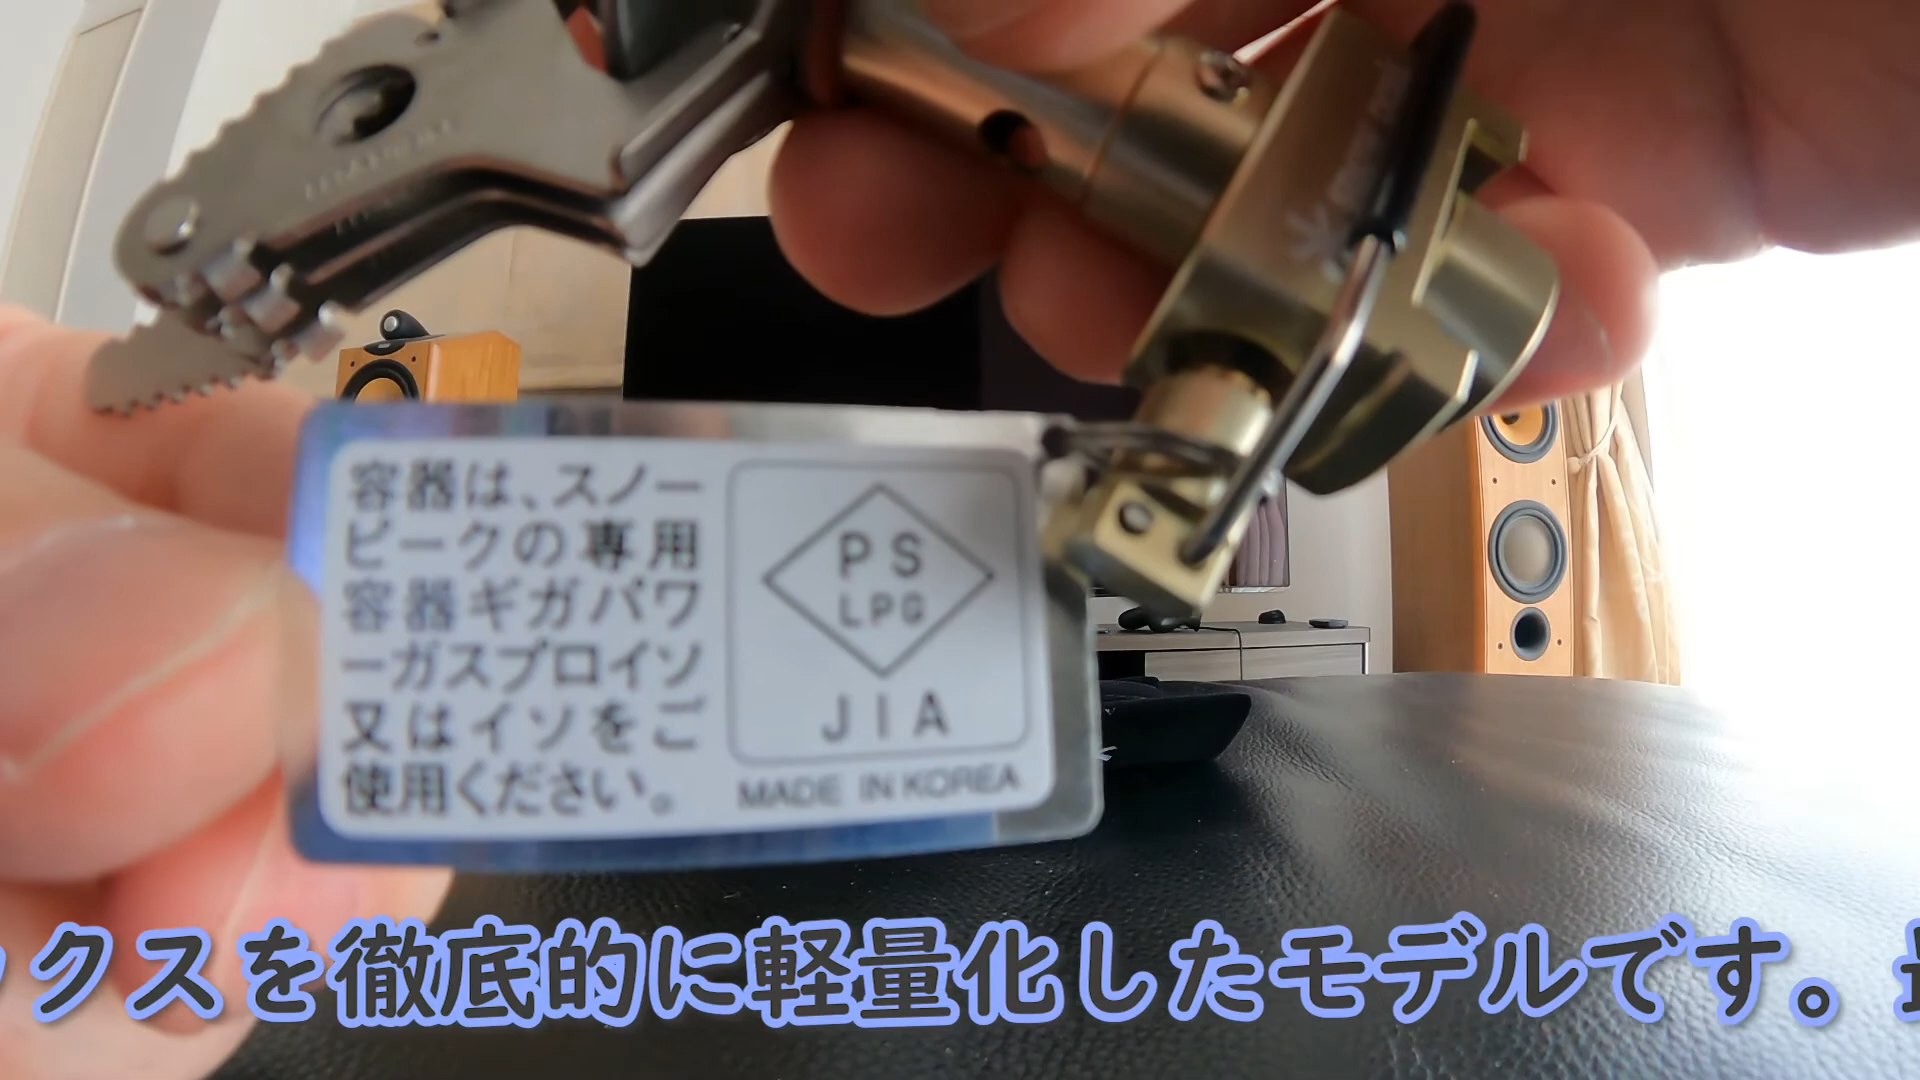 容器は、スノー
ピークの専用
容器ギガパワ
ーガスプロイソ
又はイソをご
使用ください。
PS
LPG
JIA
MADE IN KOREA
クスを徹底的に軽量化したモデルです。